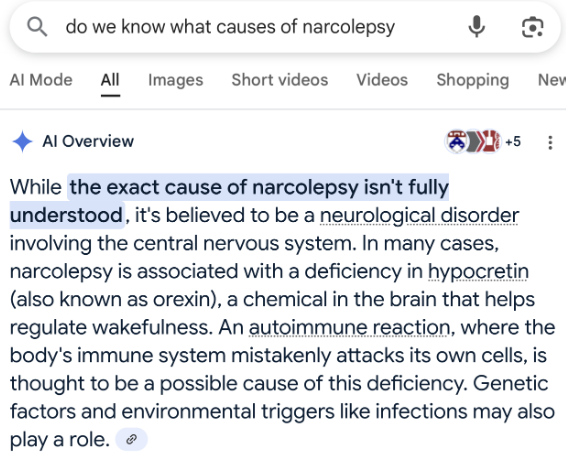 do we know what causes of narcolepsy
AI Mode All Images Short videos Videos Shopping New
AI Overview +5
While the exact cause of narcolepsy isn't fully
understood, it's believed to be a neurological disorder
involving the central nervous system. In many cases,
narcolepsy is associated with a deficiency in hypocretin
(also known as orexin), a chemical in the brain that helps
regulate wakefulness. An autoimmune reaction, where the
body's immune system mistakenly attacks its own cells, is
thought to be a possible cause of this deficiency. Genetic
factors and environmental triggers like infections may also
play a role.